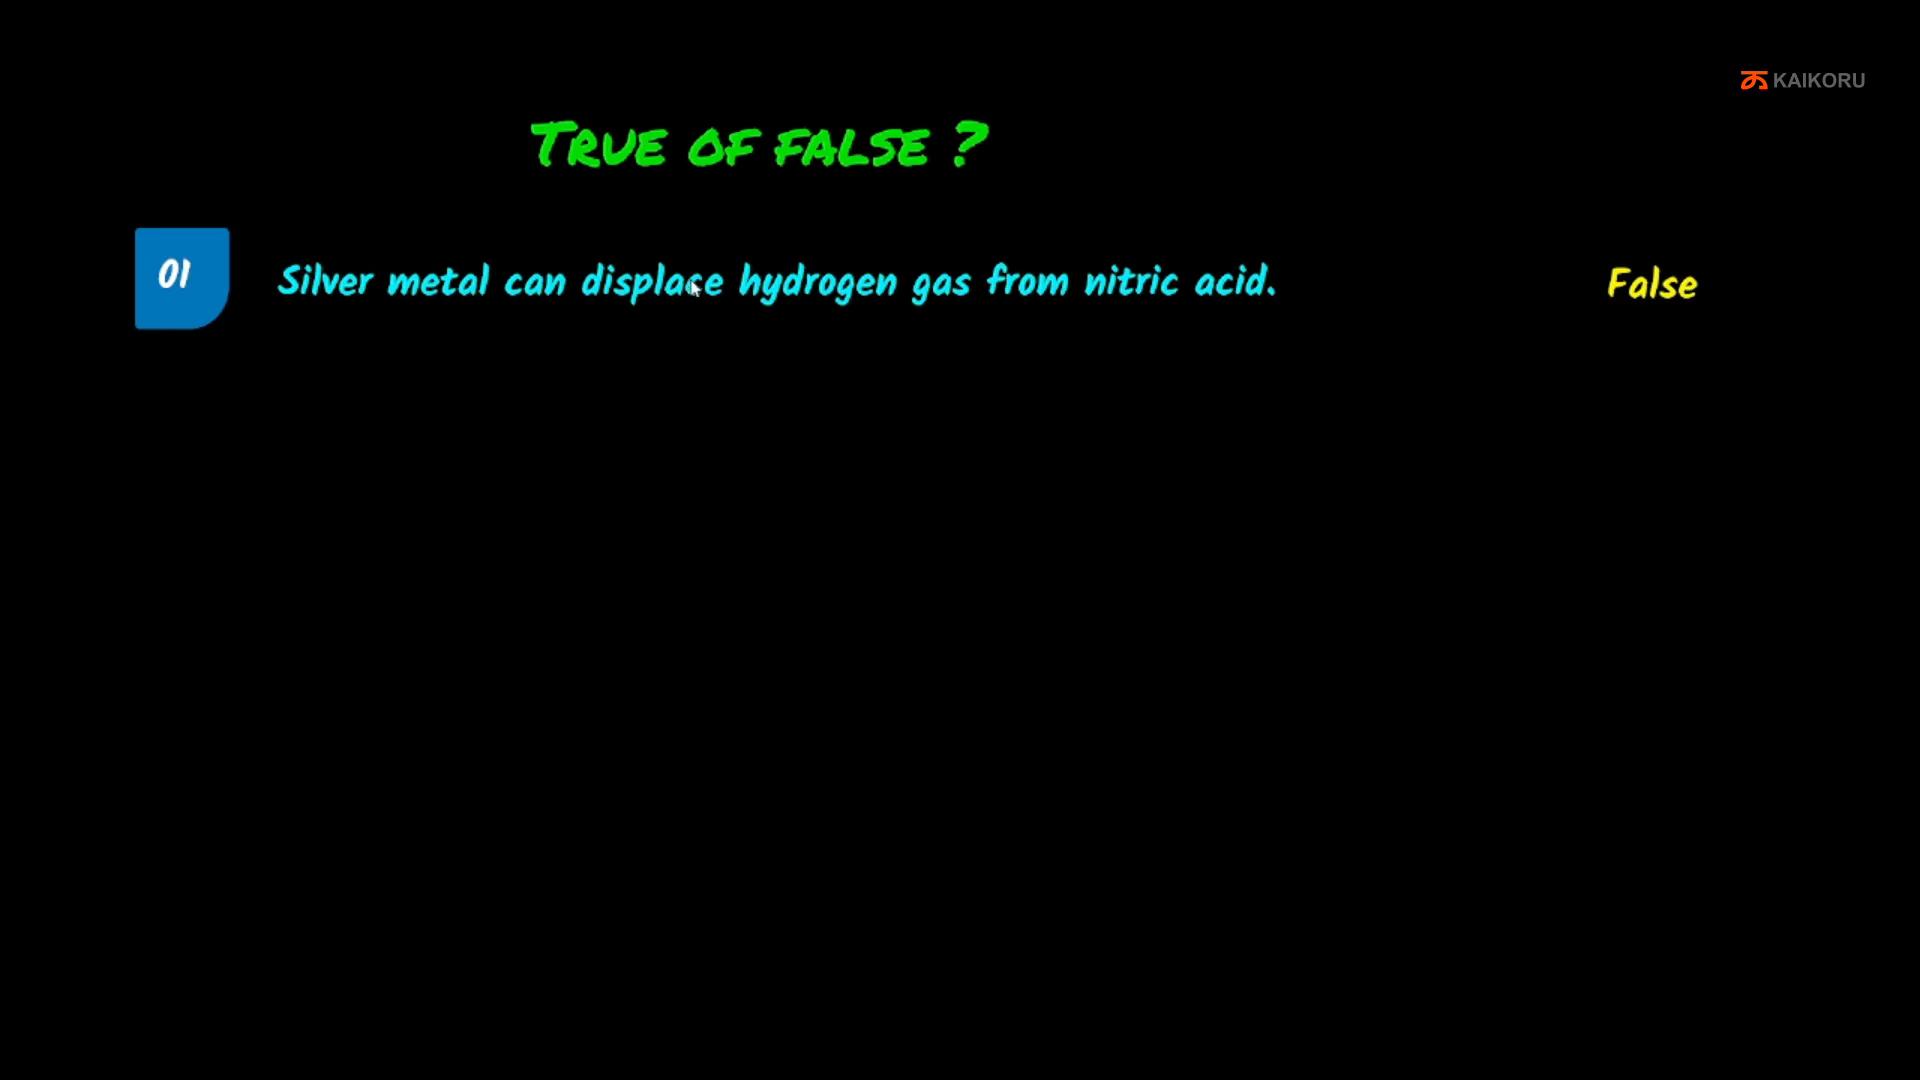 KAIKORU
TRUE OF FALSE ?
01
Silver metal can displace hydrogen gas from nitric acid.
False